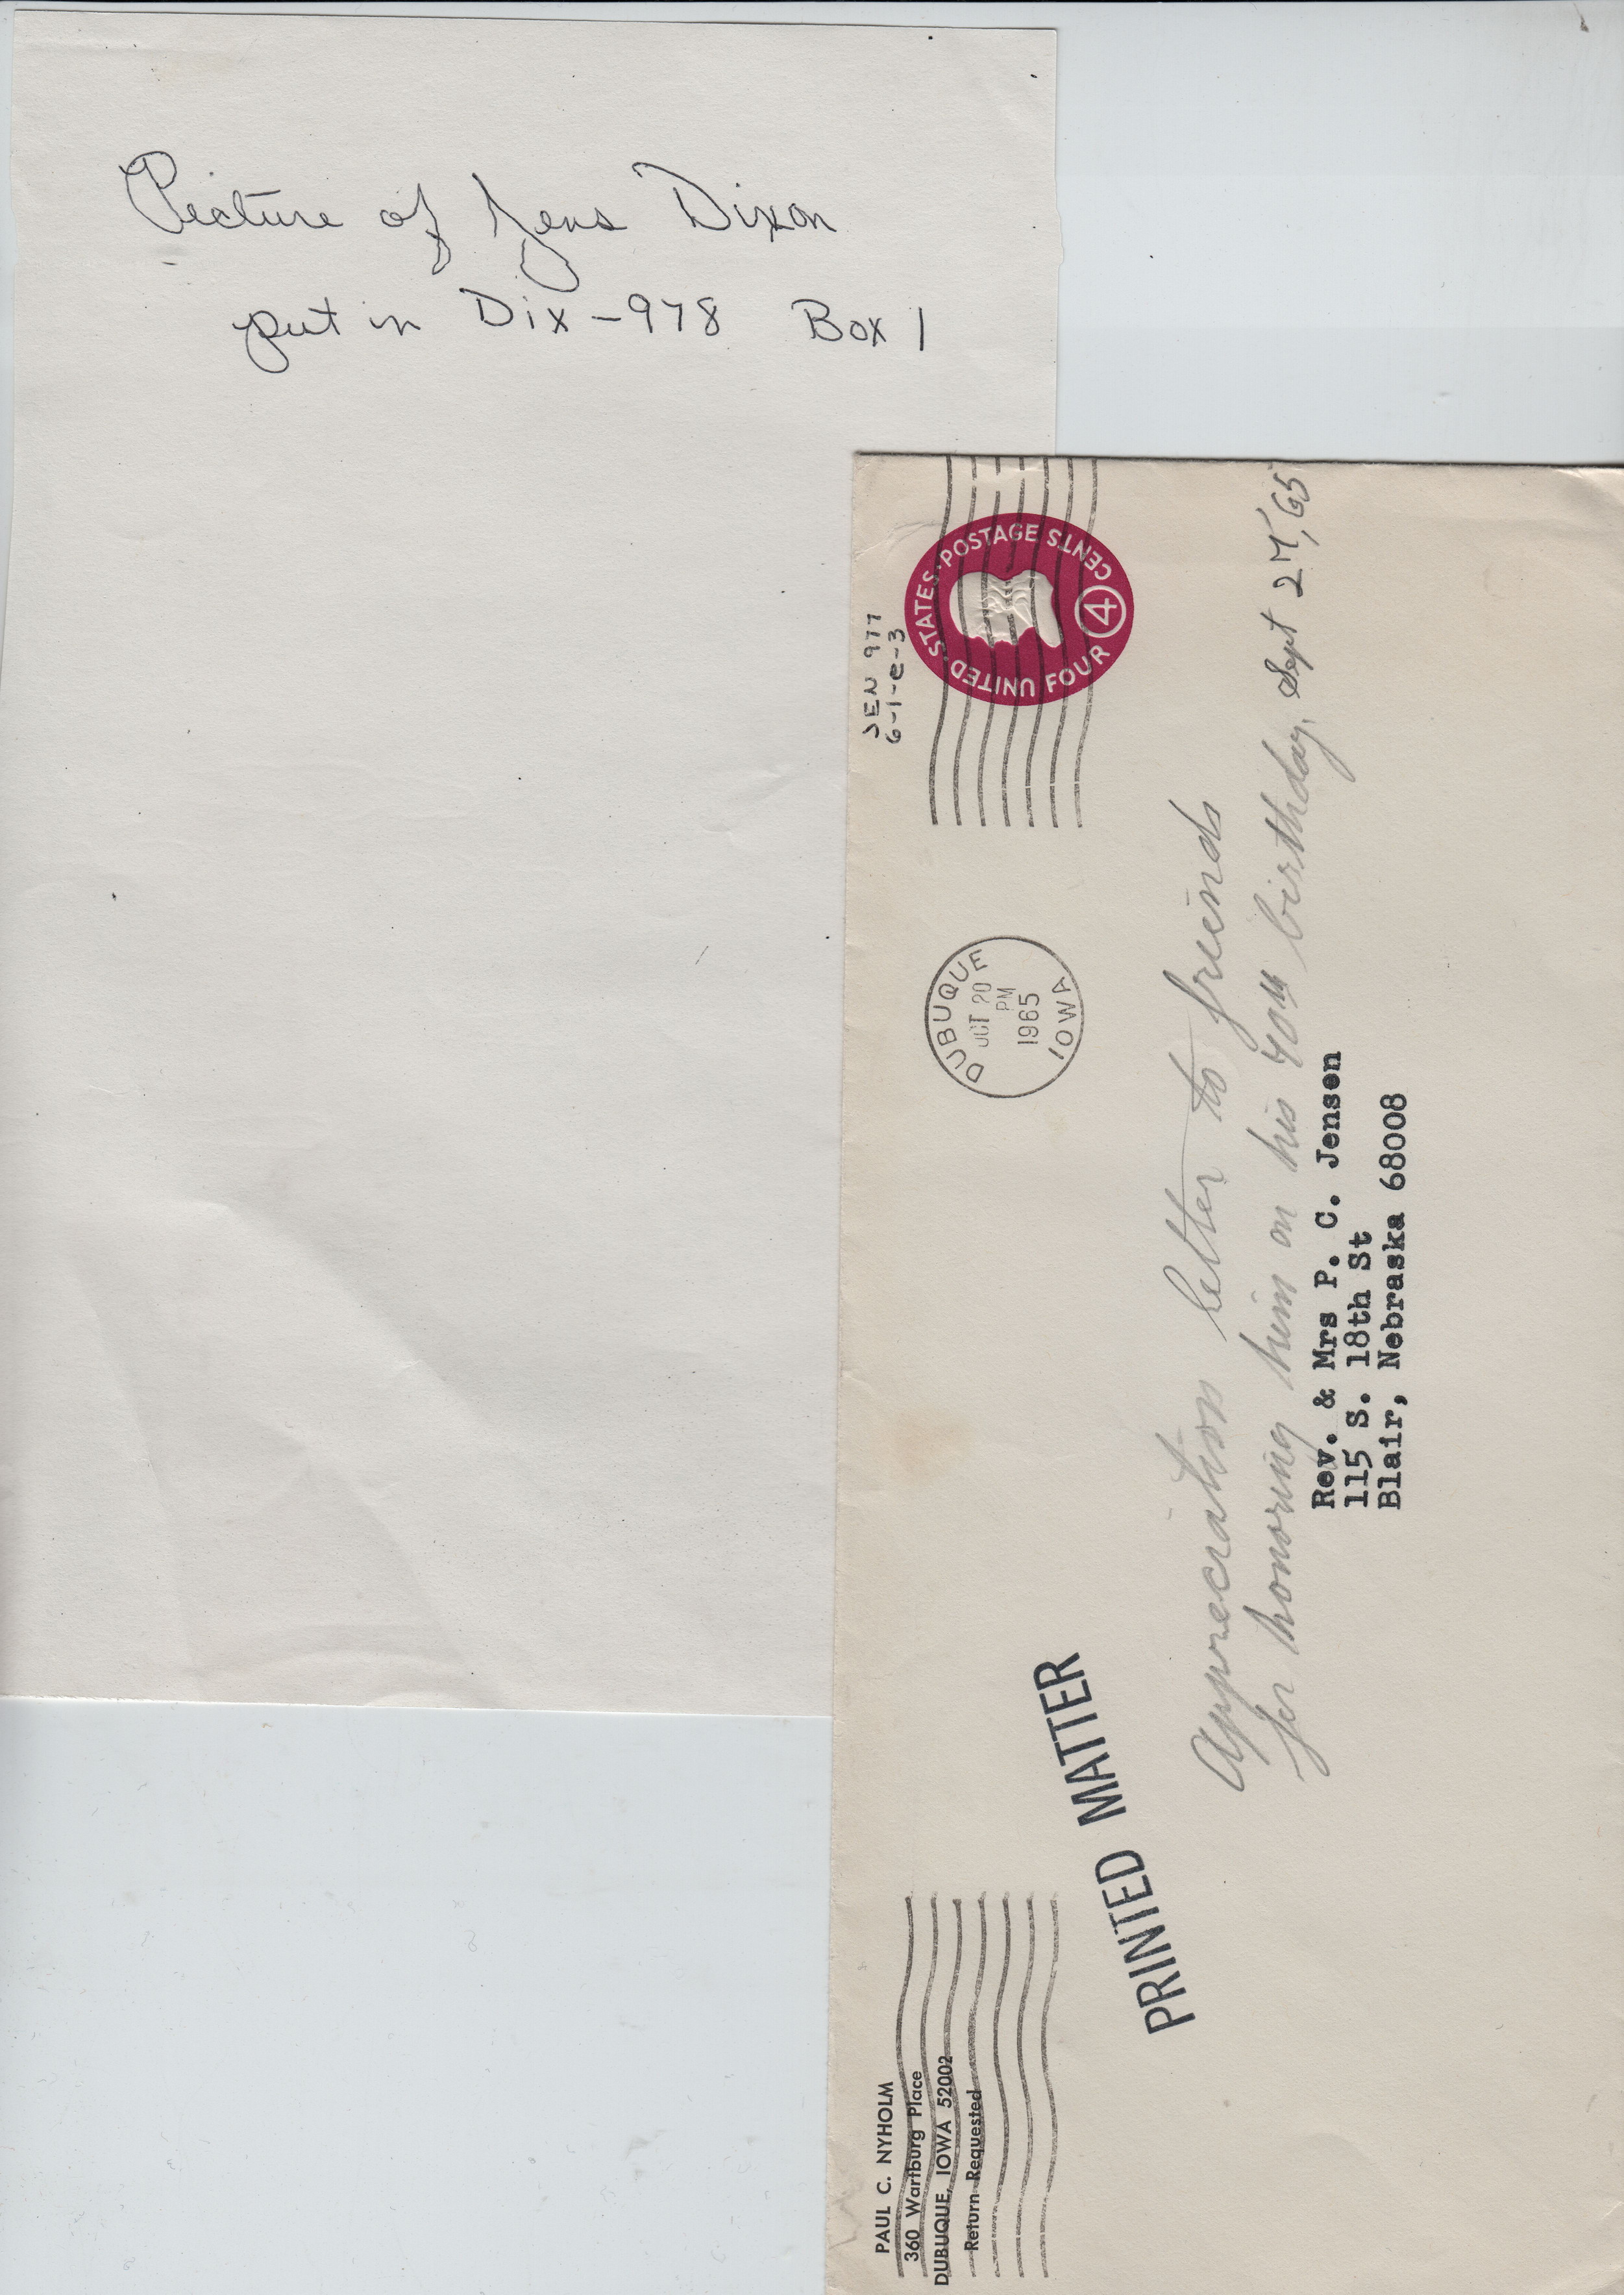 Picture of Jens Dixon
put in Dix-978 Box 1
PAUL C. NYHOLM
360 Wartburg Place
DUBUQUE, IOWA 52002
Return Requested
PRINTED MATTER
DUBUQUE
OCT 20
PM
1965
IOWA
JEN 977
6-1-e-3
UNITED·STATES·POSTAGE
FOUR 4 CENTS
Appreciation letter to friends
for honoring him on his 70th birthday, Sept
Rev. & Mrs P. C. Jensen
115 S. 18th St
Blair, Nebraska 68008